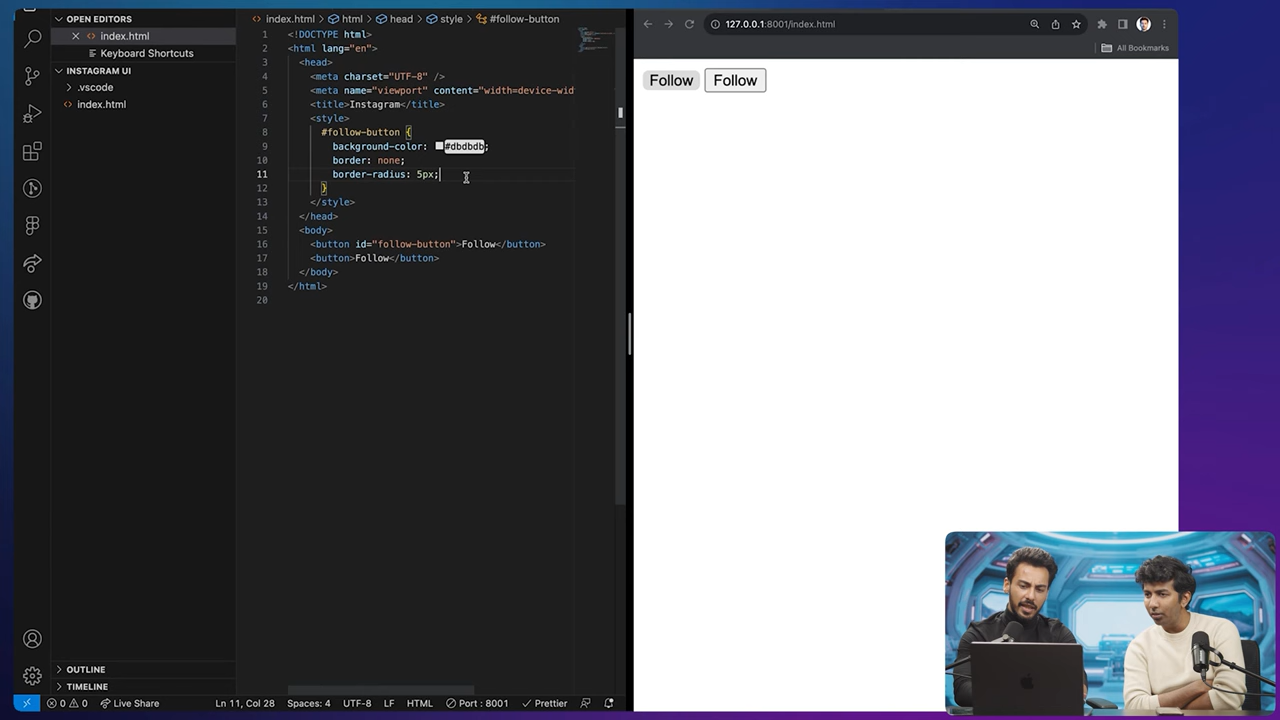 OPEN EDITORS
index.html
Keyboard Shortcuts
INSTAGRAM UI
.vscode
index.html
OUTLINE
TIMELINE
index.html > html > head > style > #follow-button
1 <!DOCTYPE html>
2 <html lang="en">
3 <head>
4 <meta charset="UTF-8" />
5 <meta name="viewport" content="width=device-wid
6 <title>Instagram</title>
7 <style>
8 #follow-button {
9 background-color: #dbdbdb;
10 border: none;
11 border-radius: 5px;
12 }
13 </style>
14 </head>
15 <body>
16 <button id="follow-button">Follow</button>
17 <button>Follow</button>
18 </body>
19 </html>
20
0 0 Live Share Ln 11, Col 28 Spaces: 4 UTF-8 LF HTML Port : 8001 Prettier
127.0.0.1:8001/index.html
All Bookmarks
Follow Follow